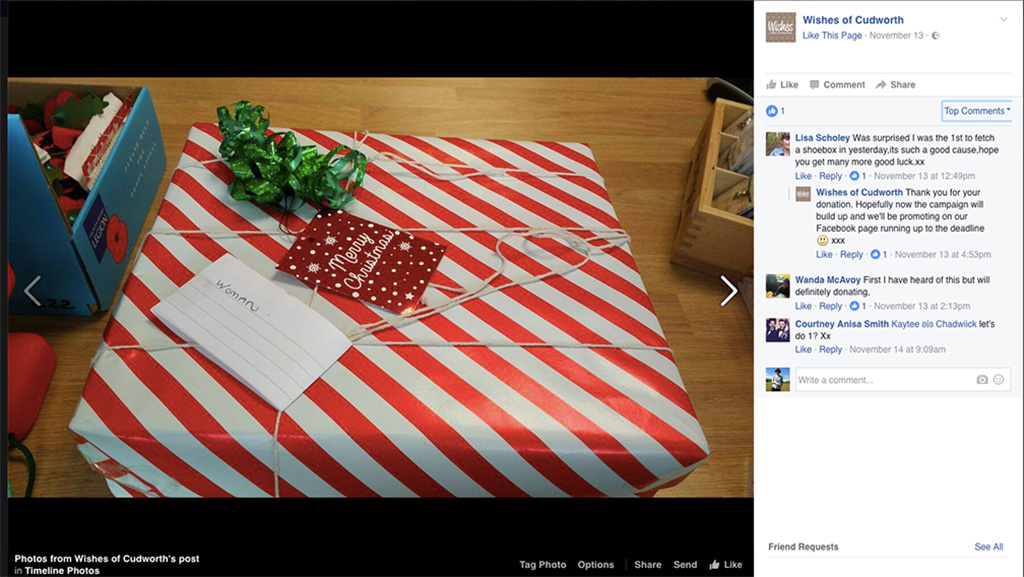 Wishes
Wishes of Cudworth
Like This Page · November 13 ·
Like Comment Share
1
Top Comments
Lisa Scholey Was surprised I was the 1st to fetch
a shoebox in yesterday,its such a good cause,hope
you get many more good luck.xx
Like · Reply · 1 · November 13 at 12:49pm
Wishes of Cudworth Thank you for your
donation. Hopefully now the campaign will
build up and we'll be promoting on our
Facebook page running up to the deadline
xxx
Like · Reply · 1 · November 13 at 4:53pm
Wanda McAvoy First I have heard of this but will
definitely donating,
Like · Reply · 1 · November 13 at 2:13pm
Courtney Anisa Smith Kaytee Chadwiick let's
do 1? Xx
Like · Reply · November 14 at 9:09am
Write a comment...
Friend Requests See All
Merry
Christmas
Woman
LEGION
Photos from Wishes of Cudworth's post
in Timeline Photos
Tag Photo Options Share Send Like